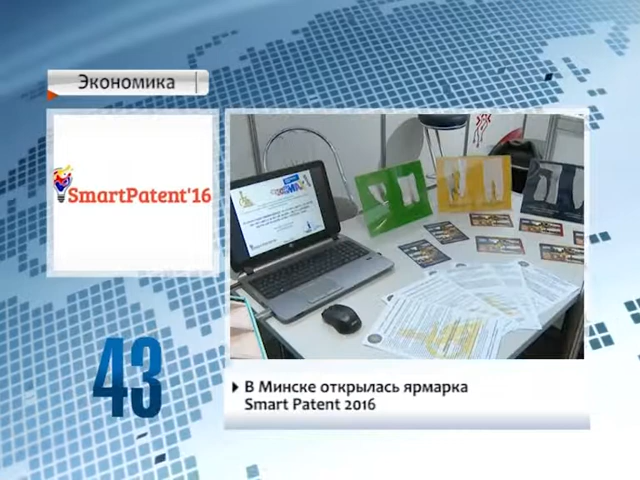 Экономика
SmartPatent'16
43
В Минске открылась ярмарка
Smart Patent 2016